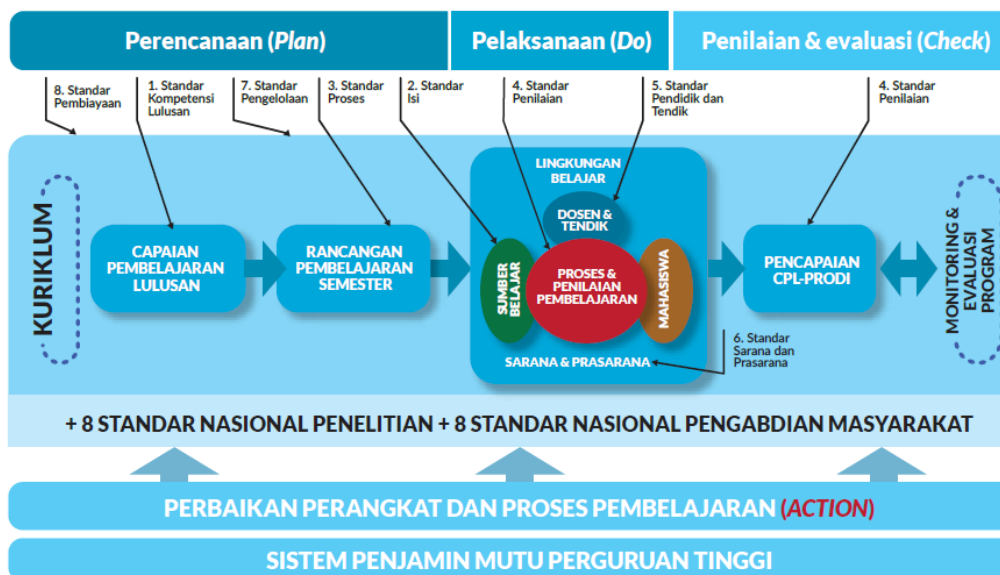 Perencanaan (Plan)
Pelaksanaan (Do)
Penilaian & evaluasi (Check)
8. Standar
Pembiayaan
1. Standar
Kompetensi
Lulusan
7. Standar
Pengelolaan
3. Standar
Proses
2. Standar
Isi
4. Standar
Penilaian
5. Standar
Pendidik dan
Tendik
4. Standar
Penilaian
KURIKLUM
CAPAIAN
PEMBELAJARAN
LULUSAN
RANCANGAN
PEMBELAJARAN
SEMESTER
LINGKUNGAN
BELAJAR
DOSEN &
TENDIK
SUMBER
BELAJAR
PROSES &
PENILAIAN
PEMBELAJARAN
MAHASISWA
SARANA & PRASARANA
PENCAPAIAN
CPL-PRODI
6. Standar
Sarana dan
Prasarana
MONITORING &
EVALUASI
PROGRAM
+ 8 STANDAR NASIONAL PENELITIAN + 8 STANDAR NASIONAL PENGABDIAN MASYARAKAT
PERBAIKAN PERANGKAT DAN PROSES PEMBELAJARAN (ACTION)
SISTEM PENJAMIN MUTU PERGURUAN TINGGI